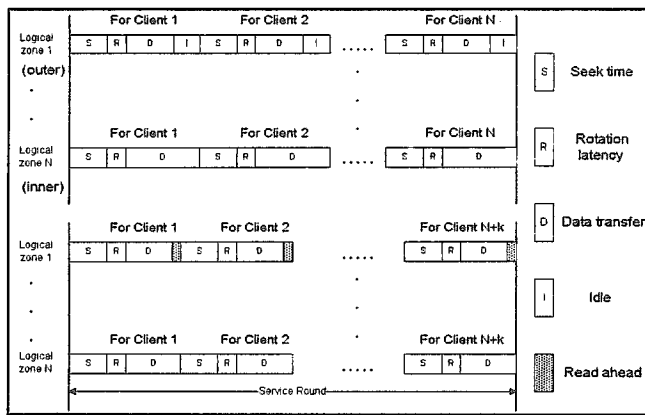 For Client 1 For Client 2 For Client N
Logical zone 1 S R D I S R D I ..... S R D I
(outer)
For Client 1 For Client 2 For Client N
Logical zone N S R D S R D ..... S R D
(inner)
For Client 1 For Client 2 For Client N+k
Logical zone 1 S R D S R D ..... S R D
For Client 1 For Client 2 For Client N+k
Logical zone N S R D S R D ..... S R D
Service Round
S Seek time
R Rotation latency
D Data transfer
I Idle
Read ahead